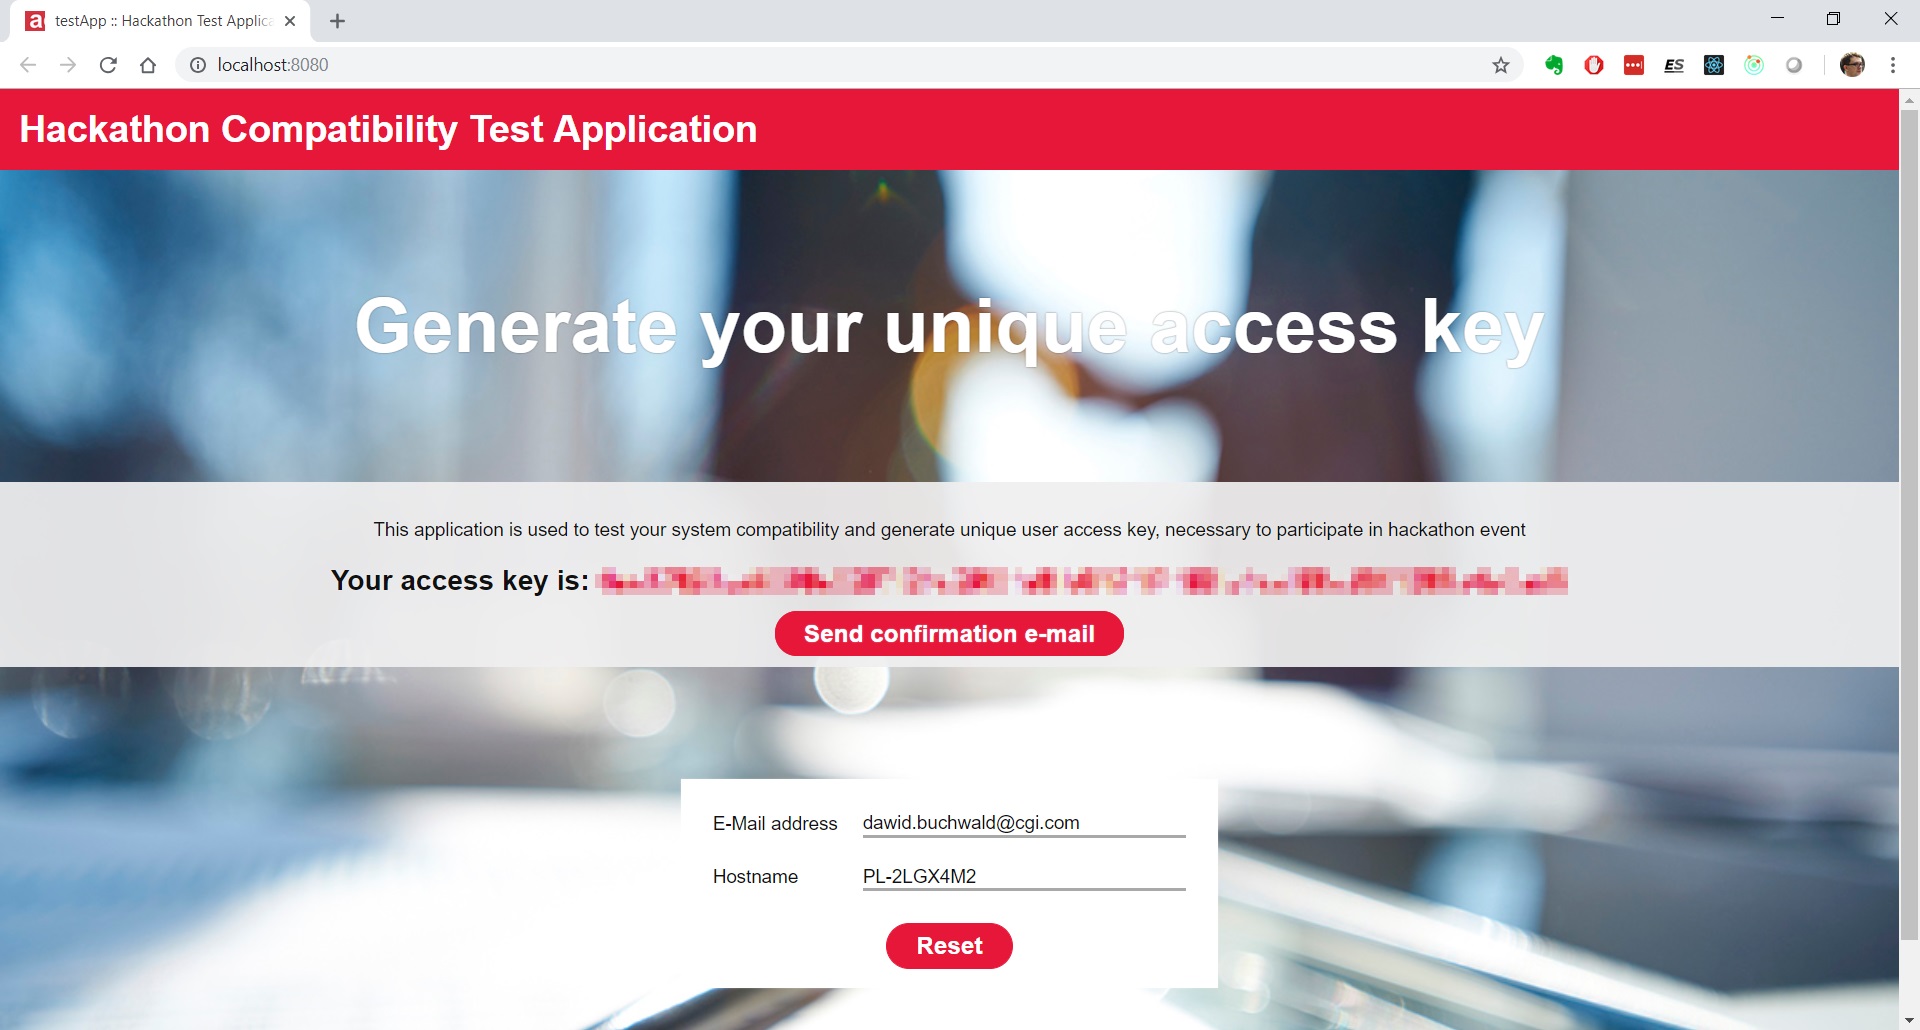 testApp :: Hackathon Test Applica
localhost:8080
ES
Hackathon Compatibility Test Application
Generate your unique access key
This application is used to test your system compatibility and generate unique user access key, necessary to participate in hackathon event
Your access key is:
Send confirmation e-mail
E-Mail address dawid.buchwald@cgi.com
Hostname PL-2LGX4M2
Reset